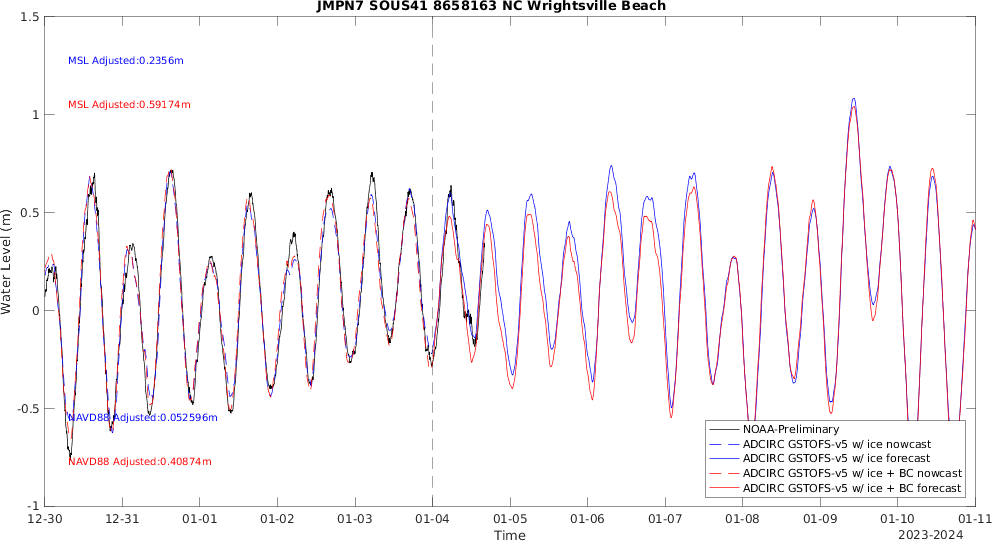 JMPN7 SOUS41 8658163 NC Wrightsville Beach
1.5
1
0.5
0
-0.5
-1
Water Level (m)
MSL Adjusted:0.2356m
MSL Adjusted:0.59174m
NAVD88 Adjusted:0.052596m
NAVD88 Adjusted:0.40874m
NOAA-Preliminary
ADCIRC GSTOFS-v5 w/ ice nowcast
ADCIRC GSTOFS-v5 w/ ice forecast
ADCIRC GSTOFS-v5 w/ ice + BC nowcast
ADCIRC GSTOFS-v5 w/ ice + BC forecast
12-30 12-31 01-01 01-02 01-03 01-04 01-05 01-06 01-07 01-08 01-09 01-10 01-11
Time
2023-2024